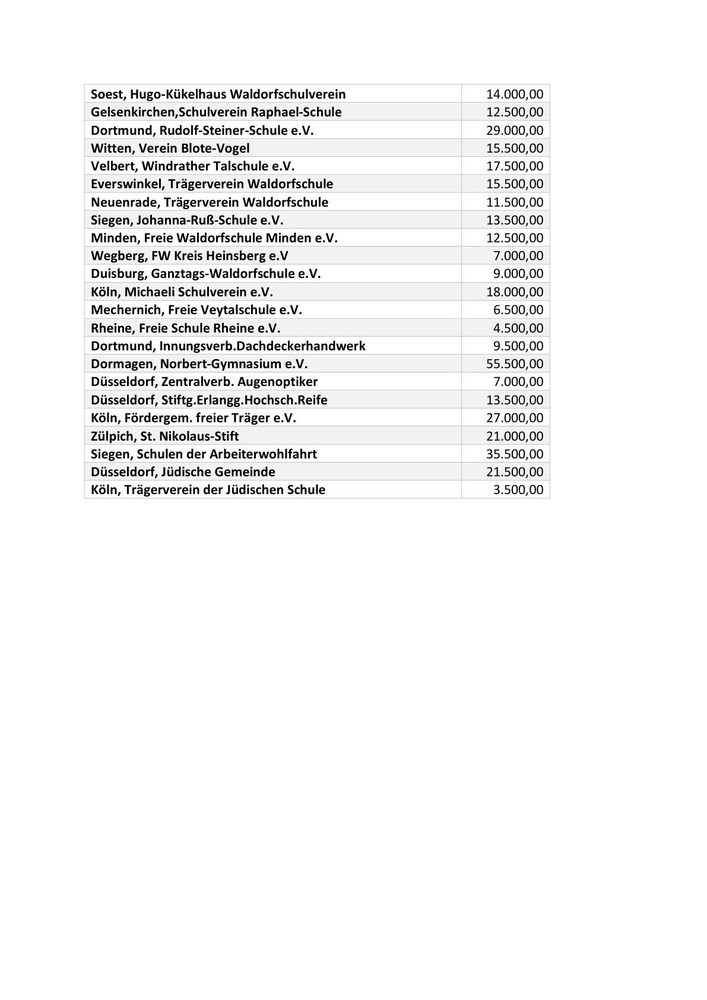 Soest, Hugo-Kükelhaus Waldorfschulverein 14.000,00
Gelsenkirchen,Schulverein Raphael-Schule 12.500,00
Dortmund, Rudolf-Steiner-Schule e.V. 29.000,00
Witten, Verein Blote-Vogel 15.500,00
Velbert, Windrather Talschule e.V. 17.500,00
Everswinkel, Trägerverein Waldorfschule 15.500,00
Neuenrade, Trägerverein Waldorfschule 11.500,00
Siegen, Johanna-Ruß-Schule e.V. 13.500,00
Minden, Freie Waldorfschule Minden e.V. 12.500,00
Wegberg, FW Kreis Heinsberg e.V 7.000,00
Duisburg, Ganztags-Waldorfschule e.V. 9.000,00
Köln, Michaeli Schulverein e.V. 18.000,00
Mechernich, Freie Veytalschule e.V. 6.500,00
Rheine, Freie Schule Rheine e.V. 4.500,00
Dortmund, Innungsverb.Dachdeckerhandwerk 9.500,00
Dormagen, Norbert-Gymnasium e.V. 55.500,00
Düsseldorf, Zentralverb. Augenoptiker 7.000,00
Düsseldorf, Stiftg.Erlangg.Hochsch.Reife 13.500,00
Köln, Fördergem. freier Träger e.V. 27.000,00
Zülpich, St. Nikolaus-Stift 21.000,00
Siegen, Schulen der Arbeiterwohlfahrt 35.500,00
Düsseldorf, Jüdische Gemeinde 21.500,00
Köln, Trägerverein der Jüdischen Schule 3.500,00